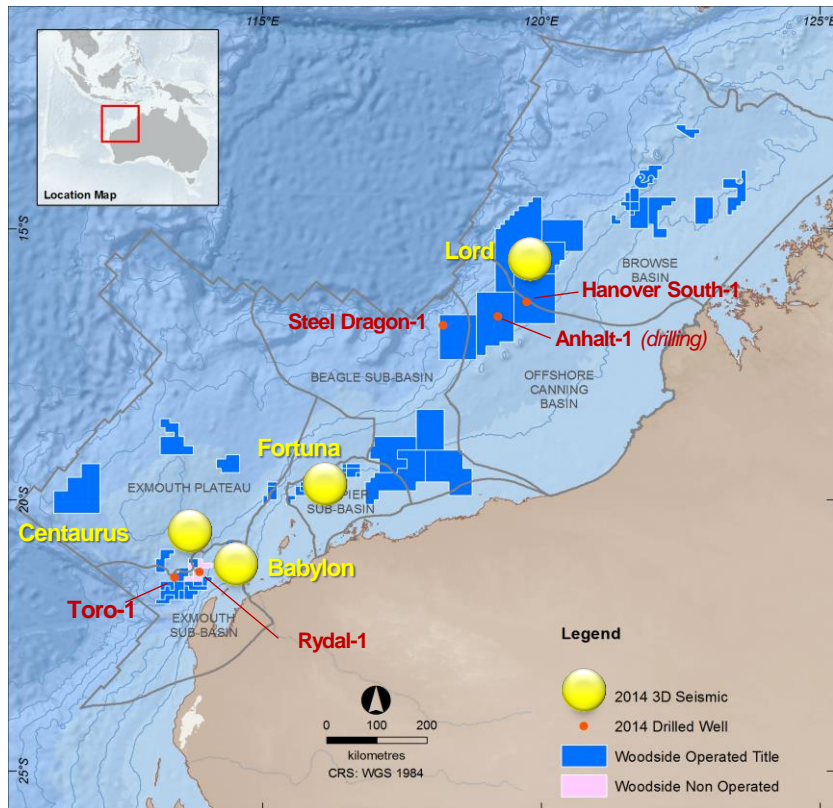 115°E
120°E
125°E
Location Map
15°S
Lord
BROWSE
BASIN
Hanover South-1
Steel Dragon-1
Anhalt-1 (drilling)
BEAGLE SUB-BASIN
OFFSHORE
CANNING
BASIN
Fortuna
EXMOUTH PLATEAU
PIER
SUB-BASIN
20°S
Centaurus
Babylon
Toro-1
EXMOUTH
SUB-BASIN
Rydal-1
Legend
2014 3D Seismic
0 100 200
2014 Drilled Well
kilometres
Woodside Operated Title
CRS: WGS 1984
25°S
Woodside Non Operated